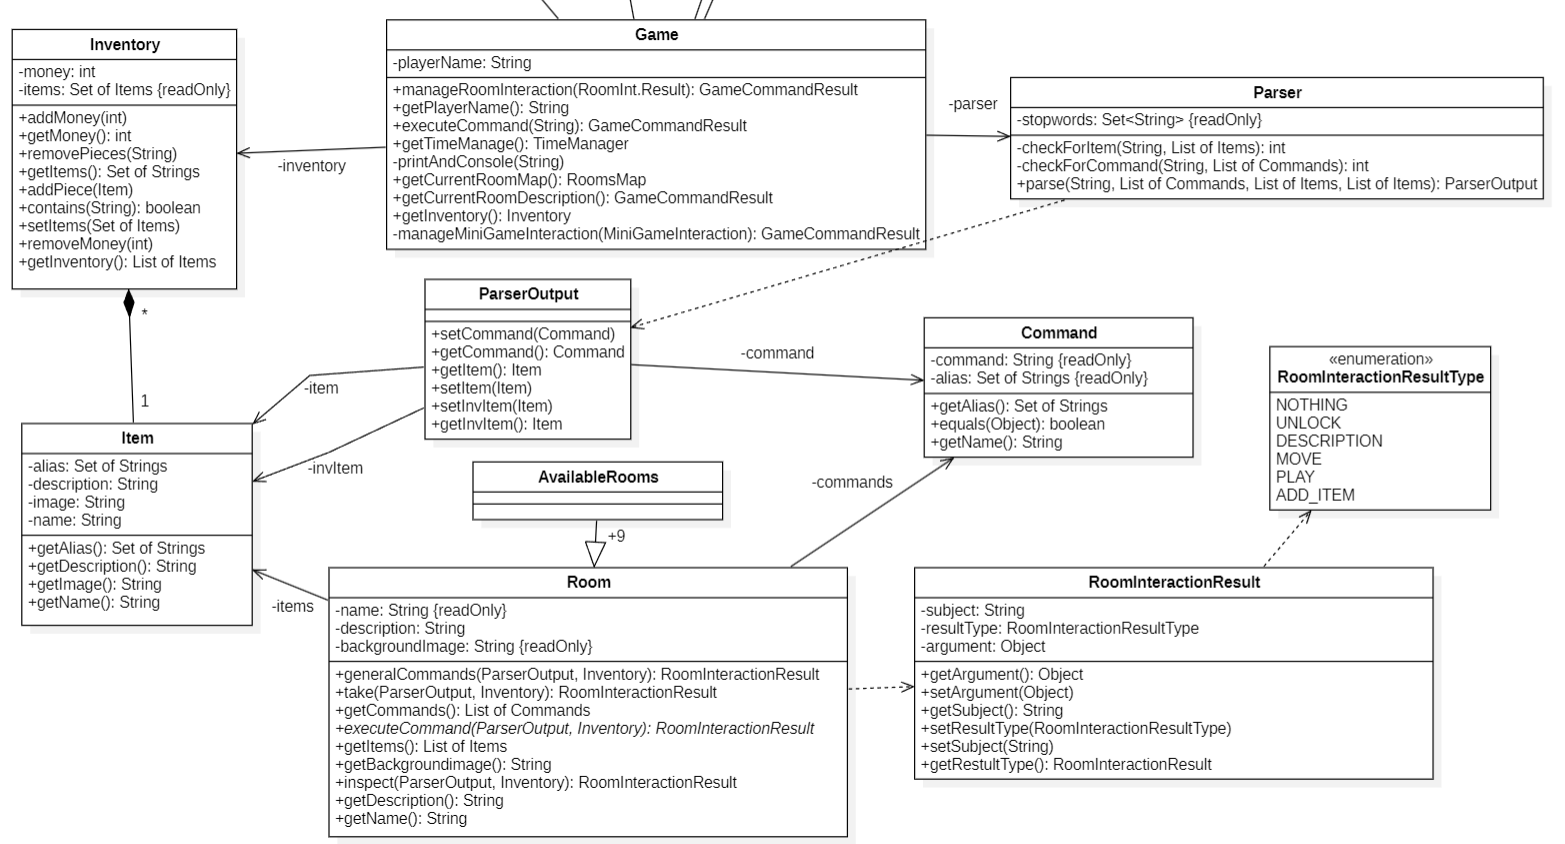 Inventory
-money: int
-items: Set of Items {readOnly}
+addMoney(int)
+getMoney(): int
+removePieces(String)
+getItems(): Set of Strings
+addPiece(Item)
+contains(String): boolean
+setItems(Set of Items)
+removeMoney(int)
+getInventory(): List of Items
-inventory
Game
-playerName: String
+manageRoomInteraction(RoomInt.Result): GameCommandResult
+getPlayerName(): String
+executeCommand(String): GameCommandResult
+getTimeManage(): TimeManager
-printAndConsole(String)
+getCurrentRoomMap(): RoomsMap
+getCurrentRoomDescription(): GameCommandResult
+getInventory(): Inventory
-manageMiniGameInteraction(MiniGameInteraction): GameCommandResult
-parser
Parser
-stopwords: Set<String> {readOnly}
-checkForItem(String, List of Items): int
-checkForCommand(String, List of Commands): int
+parse(String, List of Commands, List of Items, List of Items): ParserOutput
*
1
ParserOutput
+setCommand(Command)
+getCommand(): Command
+getItem(): Item
+setItem(Item)
+setInvItem(Item)
+getInvItem(): Item
-item
-invItem
-command
Command
-command: String {readOnly}
-alias: Set of Strings {readOnly}
+getAlias(): Set of Strings
+equals(Object): boolean
+getName(): String
«enumeration»
RoomInteractionResultType
NOTHING
UNLOCK
DESCRIPTION
MOVE
PLAY
ADD_ITEM
Item
-alias: Set of Strings
-description: String
-image: String
-name: String
+getAlias(): Set of Strings
+getDescription(): String
+getImage(): String
+getName(): String
-items
AvailableRooms
+9
-commands
Room
-name: String {readOnly}
-description: String
-backgroundImage: String {readOnly}
+generalCommands(ParserOutput, Inventory): RoomInteractionResult
+take(ParserOutput, Inventory): RoomInteractionResult
+getCommands(): List of Commands
+executeCommand(ParserOutput, Inventory): RoomInteractionResult
+getItems(): List of Items
+getBackgroundimage(): String
+inspect(ParserOutput, Inventory): RoomInteractionResult
+getDescription(): String
+getName(): String
RoomInteractionResult
-subject: String
-resultType: RoomInteractionResultType
-argument: Object
+getArgument(): Object
+setArgument(Object)
+getSubject(): String
+setResultType(RoomInteractionResultType)
+setSubject(String)
+getRestultType(): RoomInteractionResult